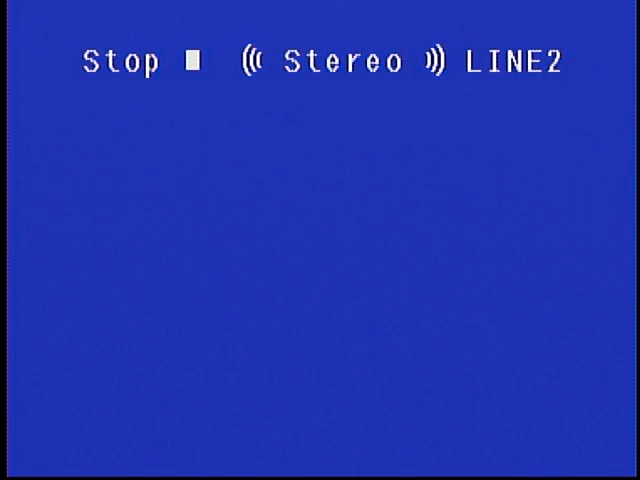 Stop ■ ⸨ Stereo ⸩ LINE2